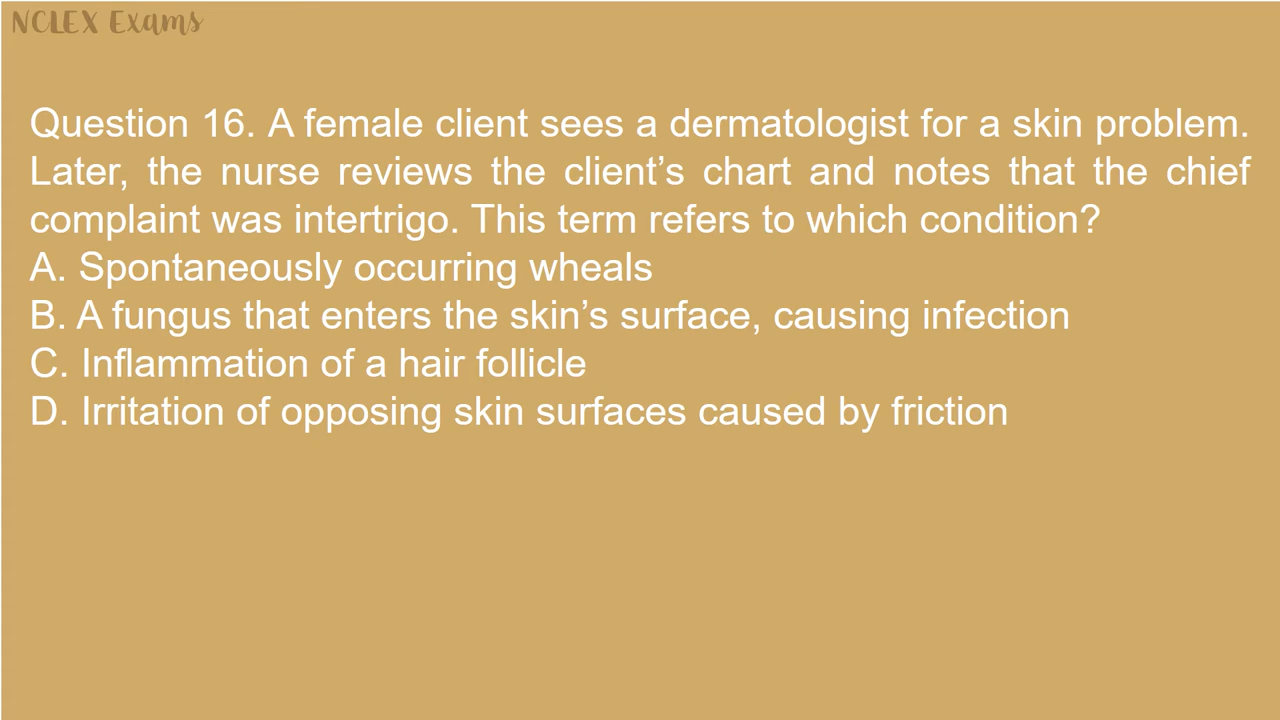 NCLEX Exams
Question 16. A female client sees a dermatologist for a skin problem.
Later, the nurse reviews the client’s chart and notes that the chief
complaint was intertrigo. This term refers to which condition?
A. Spontaneously occurring wheals
B. A fungus that enters the skin’s surface, causing infection
C. Inflammation of a hair follicle
D. Irritation of opposing skin surfaces caused by friction